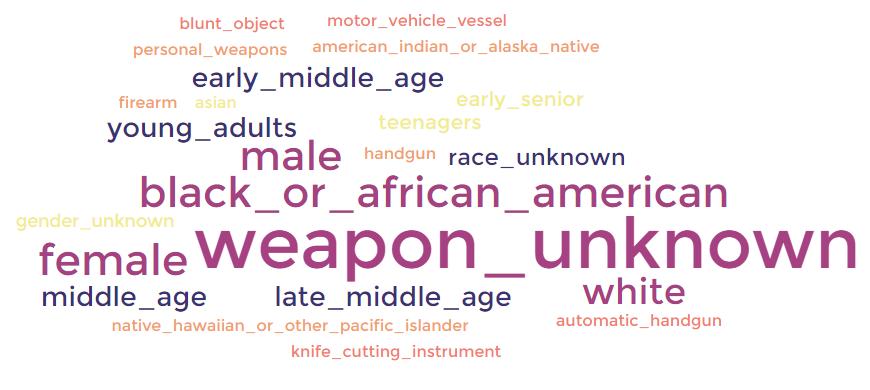 blunt_object motor_vehicle_vessel
personal_weapons american_indian_or_alaska_native
early_middle_age
firearm asian early_senior
young_adults teenagers
male handgun race_unknown
black_or_african_american
gender_unknown
female weapon_unknown
middle_age late_middle_age white
native_hawaiian_or_other_pacific_islander automatic_handgun
knife_cutting_instrument